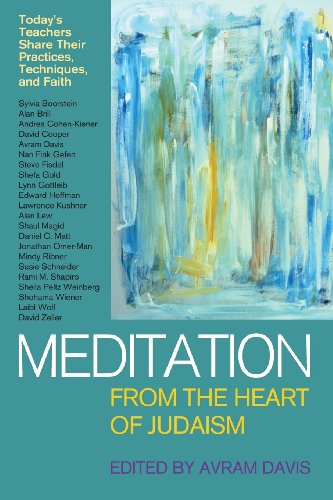 Today's
Teachers
Share Their
Practices,
Techniques,
and Faith
Sylvia Boorstein
Alan Brill
Andrea Cohen-Kiener
David Cooper
Avram Davis
Nan Fink Gefen
Steve Fisdel
Shefa Gold
Lynn Gottlieb
Edward Hoffman
Lawrence Kushner
Alan Lew
Shaul Magid
Daniel C. Matt
Jonathan Omer-Man
Mindy Ribner
Susie Schneider
Rami M. Shapiro
Sheila Peltz Weinberg
Shohama Wiener
Laibl Wolf
David Zeller
MEDITATION
FROM THE HEART
OF JUDAISM
EDITED BY AVRAM DAVIS